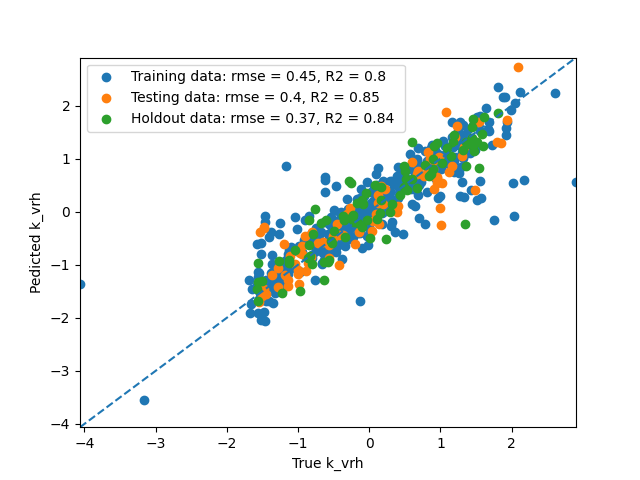 Training data: rmse = 0.45, R2 = 0.8
Testing data: rmse = 0.4, R2 = 0.85
Holdout data: rmse = 0.37, R2 = 0.84
Pedicted k_vrh
2
1
0
−1
−2
−3
−4
−4 −3 −2 −1 0 1 2
True k_vrh